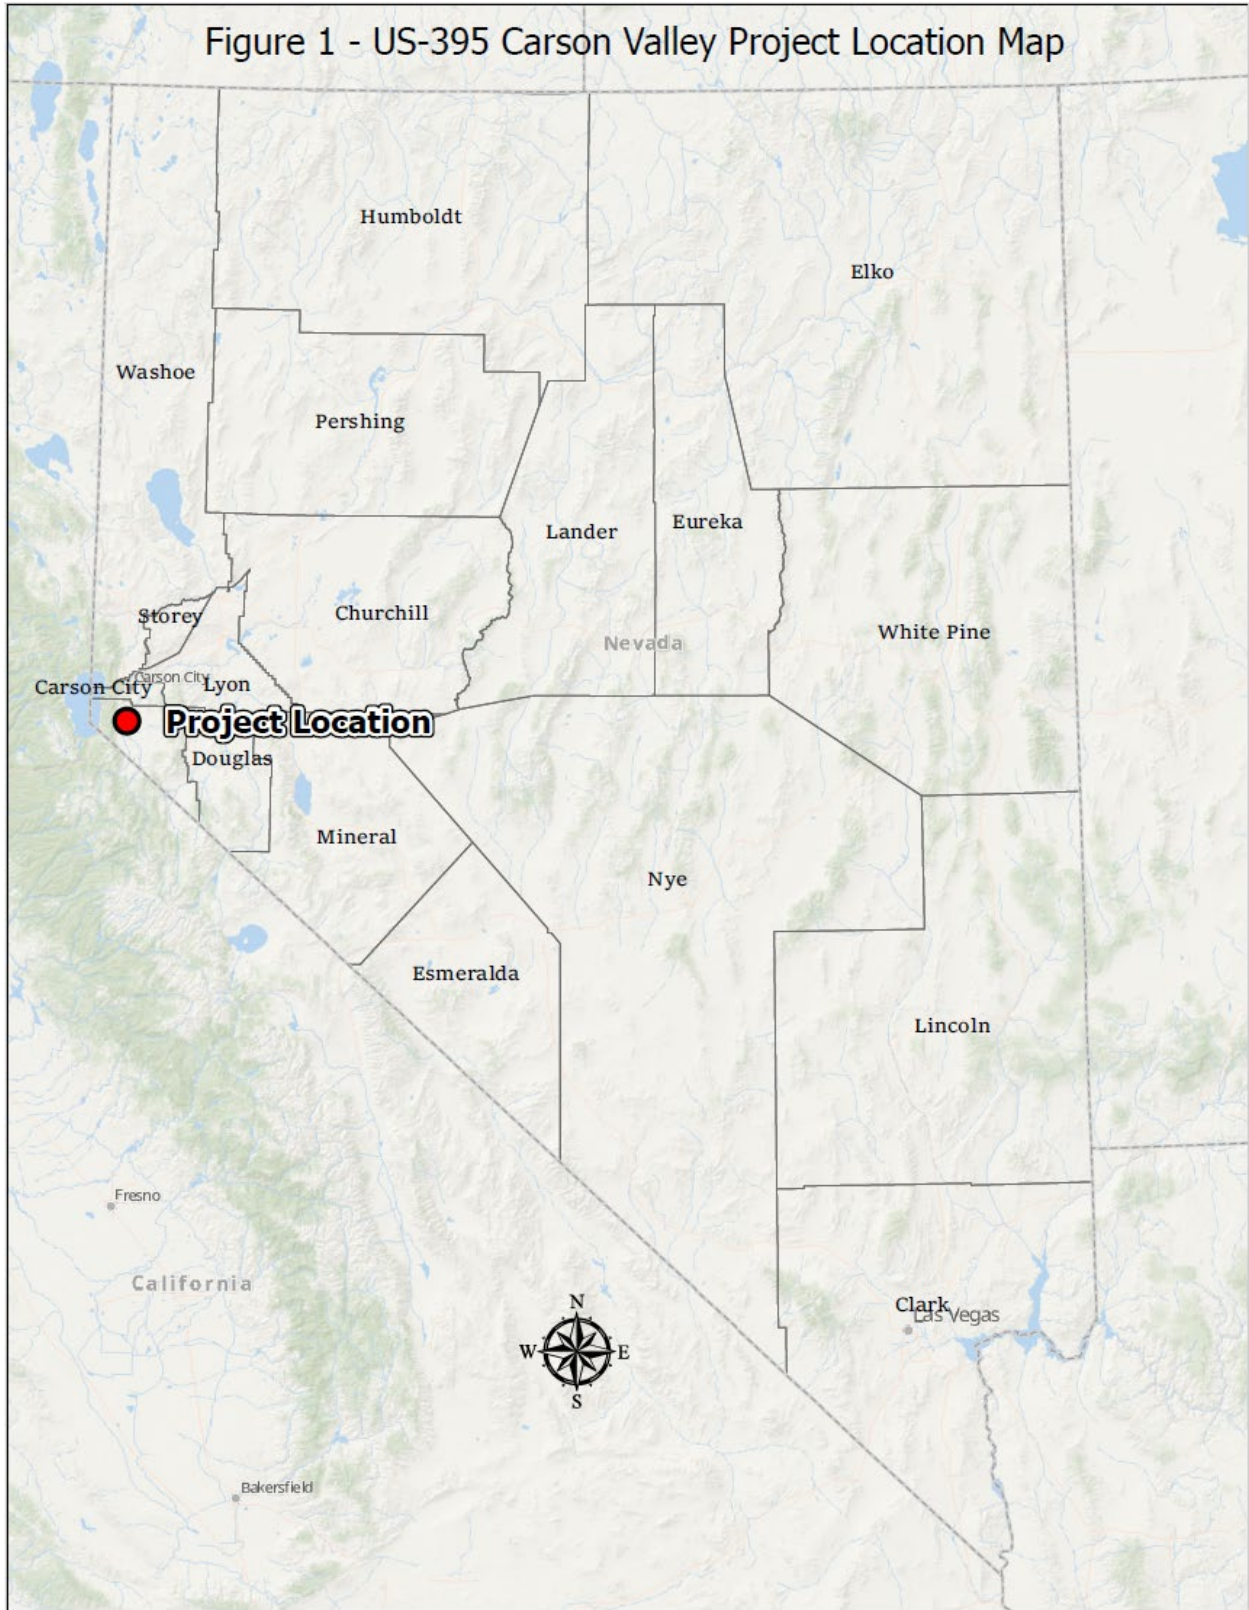 Figure 1 - US-395 Carson Valley Project Location Map
Humboldt
Elko
Washoe
Pershing
Lander
Eureka
Storey
Churchill
Nevada
White Pine
Carson City
Carson City
Lyon
Project Location
Douglas
Mineral
Nye
Esmeralda
Lincoln
Fresno
California
Clark
Las Vegas
N
W
E
S
Bakersfield